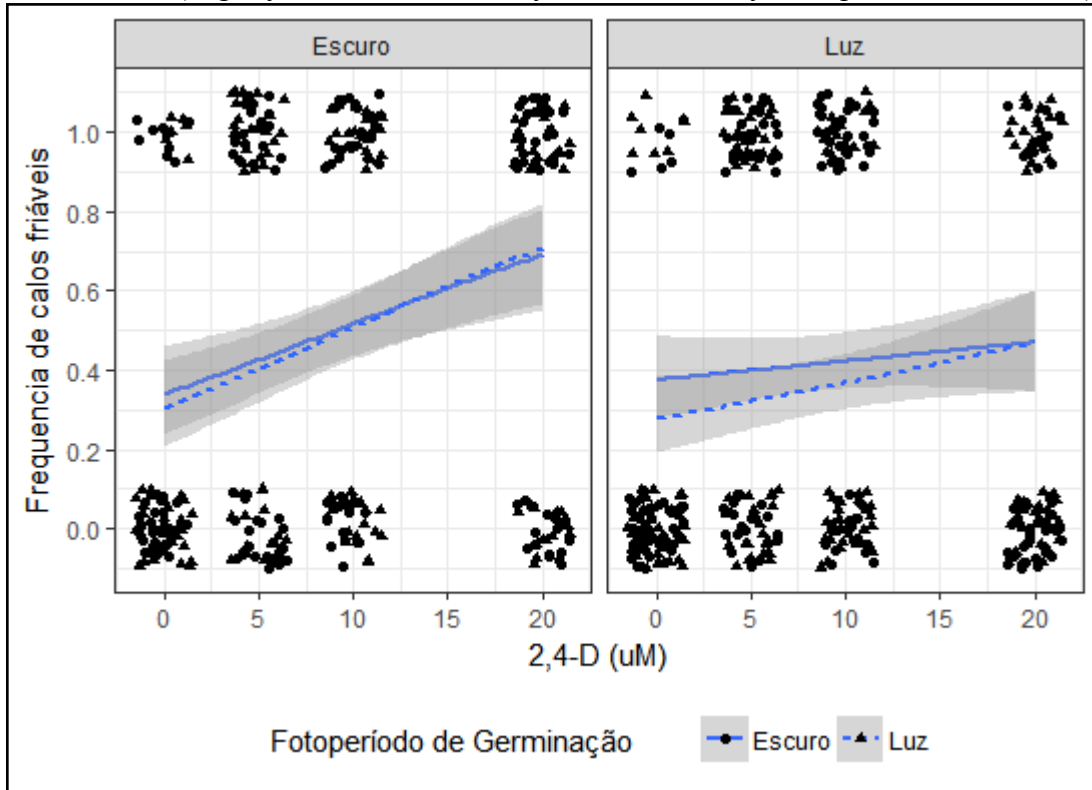 Escuro Luz
Frequencia de calos friáveis
1.0
0.8
0.6
0.4
0.2
0.0
0 5 10 15 20 0 5 10 15 20
2,4-D (uM)
Fotoperíodo de Germinação Escuro Luz